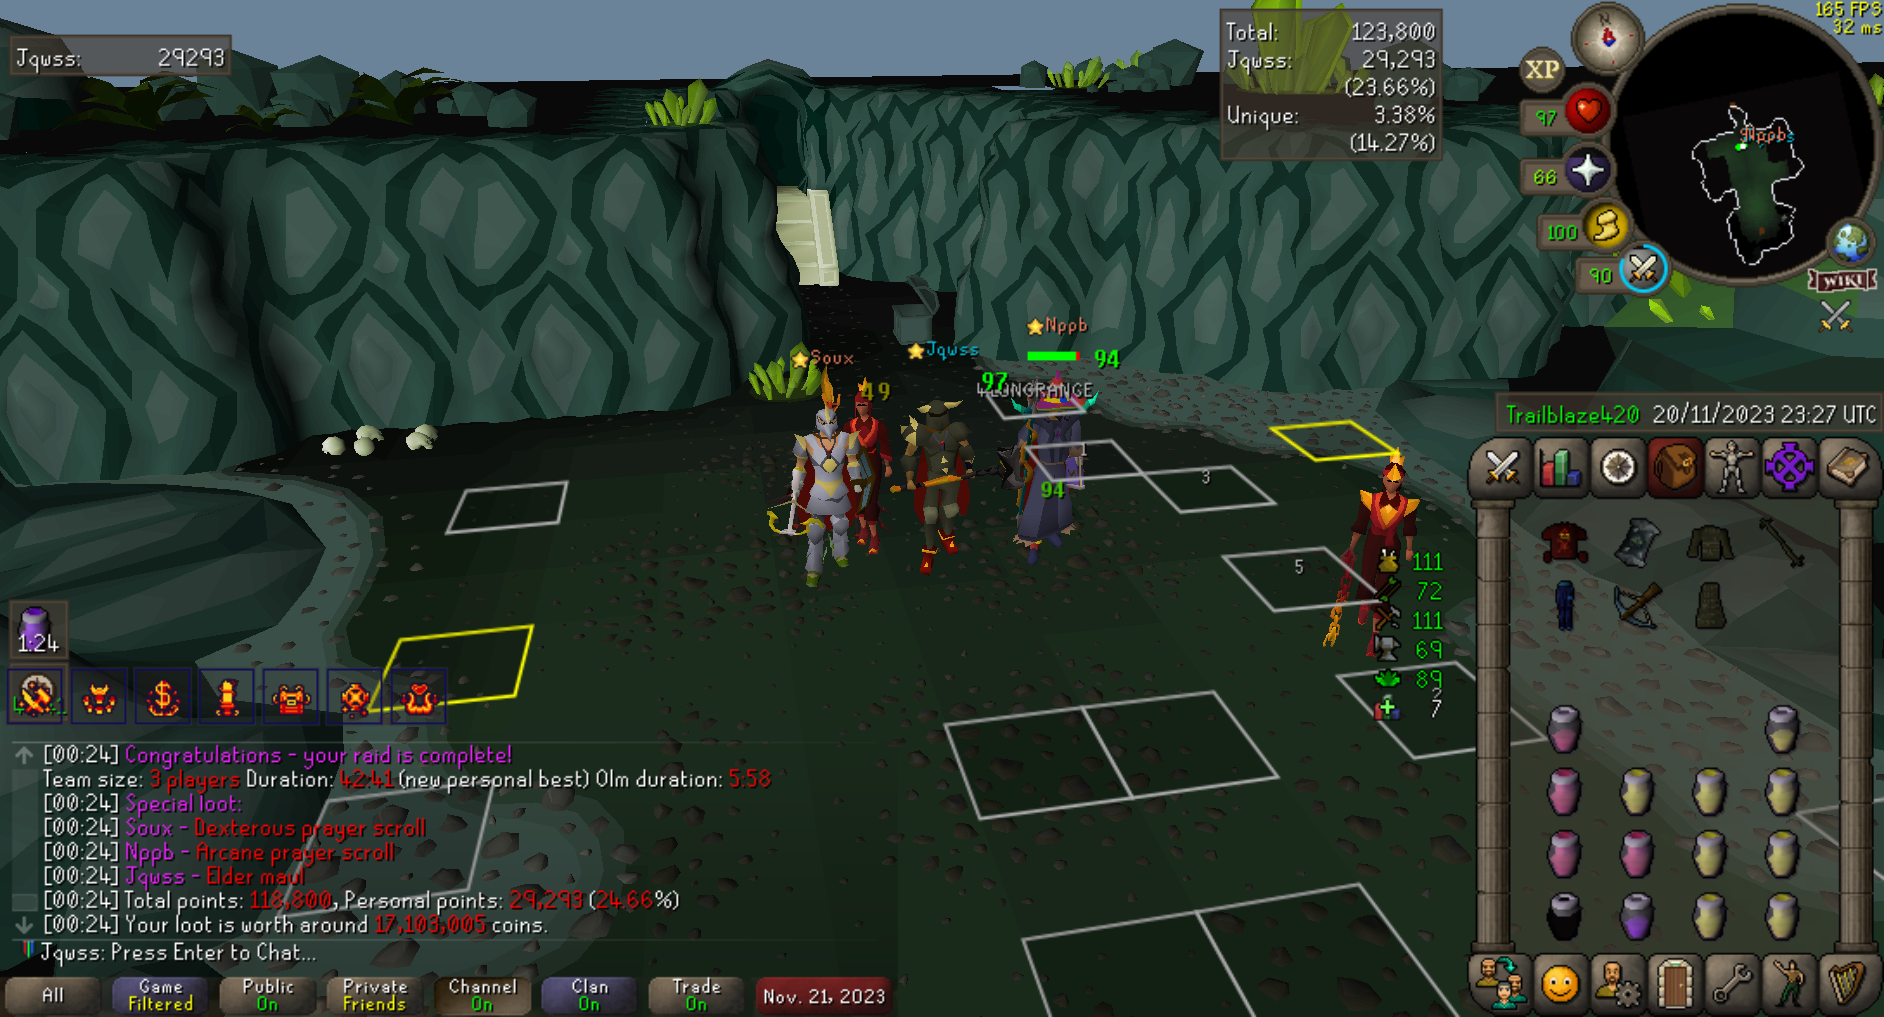 Jqwss: 29293
Total: 123,800
Jqwss: 29,293
(23.66%)
Unique: 3.38%
(14.27%)
165 FPS
32 ms
N
XP
97
66
100
90
Nppb
WIKI
Nppb
94
Jqwss
Soux
49
97
LONGRANGE
94
1
3
5
Trailblaze420 20/11/2023 23:27 UTC
111
72
111
69
89
2
7
1:24
[00:24] Congratulations - your raid is complete!
Team size: 3 players Duration: 42:41 (new personal best) Olm duration: 5:58
[00:24] Special loot:
[00:24] Soux - Dexterous prayer scroll
[00:24] Nppb - Arcane prayer scroll
[00:24] Jqwss - Elder maul
[00:24] Total points: 118,800, Personal points: 29,293 (24.66%)
[00:24] Your loot is worth around 17,103,005 coins.
Jqwss: Press Enter to Chat...
All
Game
Filtered
Public
On
Private
Friends
Channel
On
Clan
On
Trade
On
Nov. 21, 2023